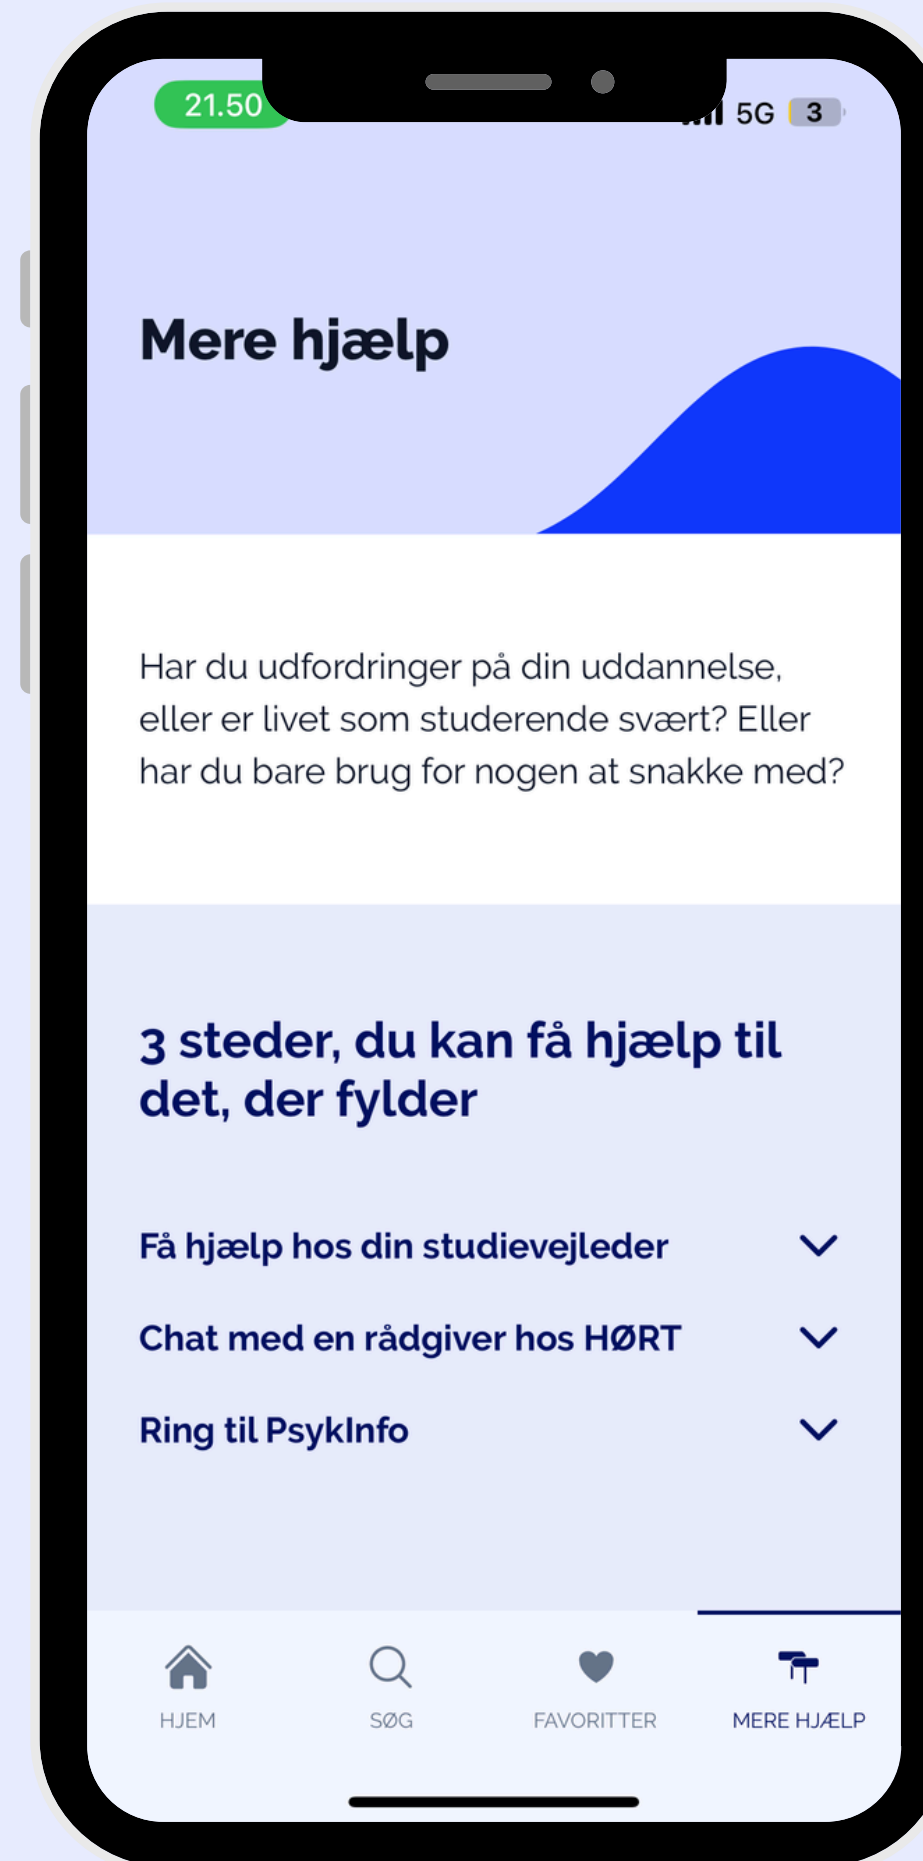 21.50
5G 3
Mere hjælp
Har du udfordringer på din uddannelse,
eller er livet som studerende svært? Eller
har du bare brug for nogen at snakke med?
3 steder, du kan få hjælp til
det, der fylder
Få hjælp hos din studievejleder
Chat med en rådgiver hos HØRT
Ring til PsykInfo
HJEM
SØG
FAVORITTER
MERE HJÆLP